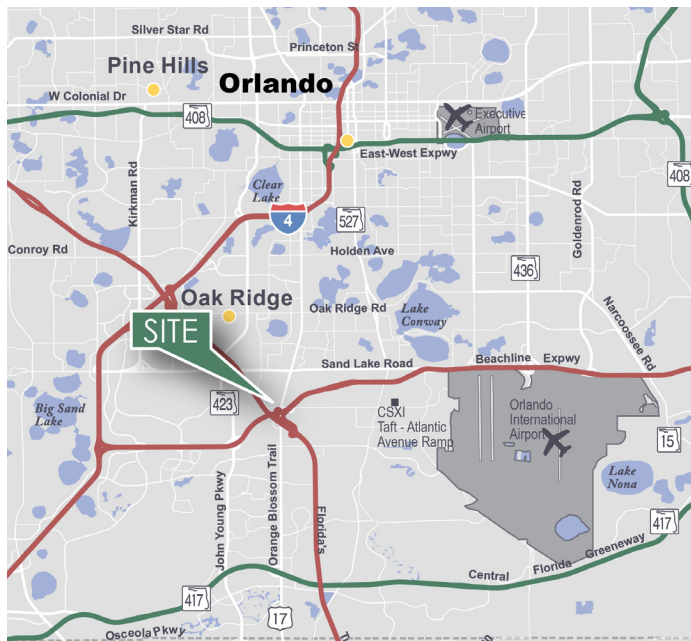 Silver Star Rd
Princeton St
Pine Hills
Orlando
W Colonial Dr
408
Executive
Airport
East-West Expwy
408
Kirkman Rd
Clear
Lake
4
527
Goldenrod Rd
Conroy Rd
Holden Ave
436
Oak Ridge
Oak Ridge Rd
Lake
Conway
Narcoossee Rd
SITE
Sand Lake Road
Beachline Expwy
Big Sand
Lake
423
CSXI
Taft - Atlantic
Avenue Ramp
Orlando
International
Airport
15
Lake
Nona
John Young Pkwy
Orange Blossom Trail
Florida's
417
Central Florida Greeneway
417
17
Osceola Pkwy